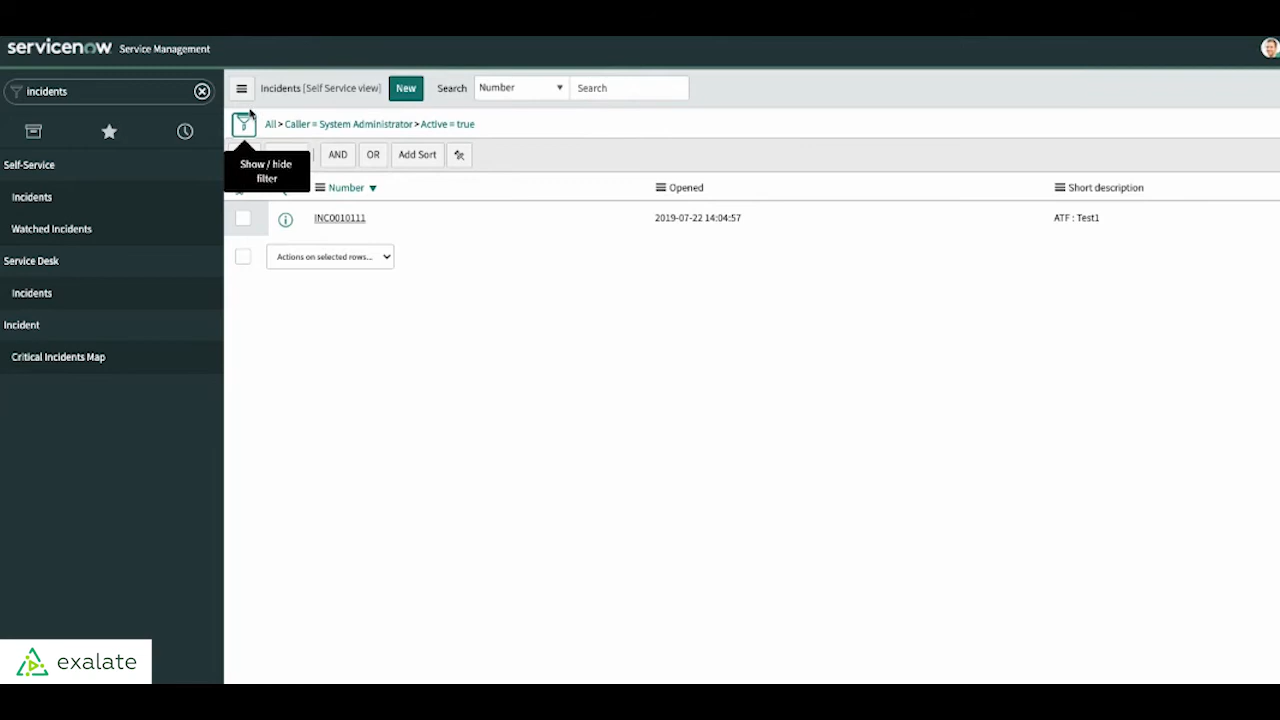 servicenow Service Management
incidents
Incidents [Self Service view] New Search Number Search
All > Caller = System Administrator > Active = true
Show / hide
filter
AND OR Add Sort
Number Opened Short description
INC0010111 2019-07-22 14:04:57 ATF : Test1
Actions on selected rows...
Self-Service
Incidents
Watched Incidents
Service Desk
Incidents
Incident
Critical Incidents Map
exalate